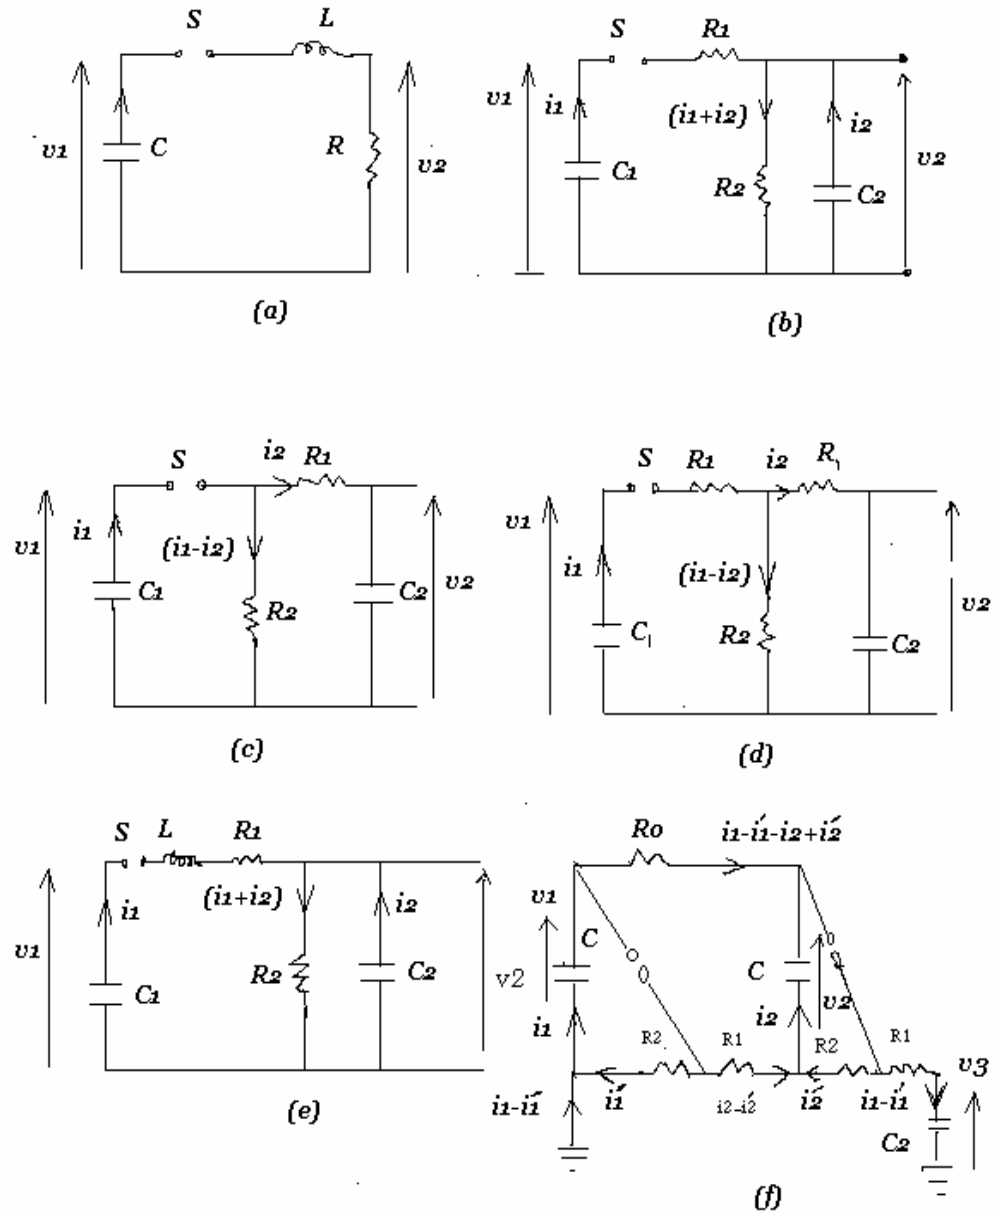 S L
v1 C R v2
(a)
S R1
v1 i1 (i1+i2) i2
C1 R2 C2 v2
(b)
S i2 R1
v1 i1 (i1-i2)
C1 R2 C2 v2
(c)
S R1 i2 R1
v1 i1 (i1-i2)
C1 R2 C2 v2
(d)
S L R1
v1 i1 (i1+i2) i2
C1 R2 C2
(e)
Ro i1-i1′-i2+i2′
v1 C C
v2 i1 i2 v2
R2 R1 R2 R1
i1-i1′ i1′ i2-i2′ i2′ i1-i1′ v3
C2
(f)